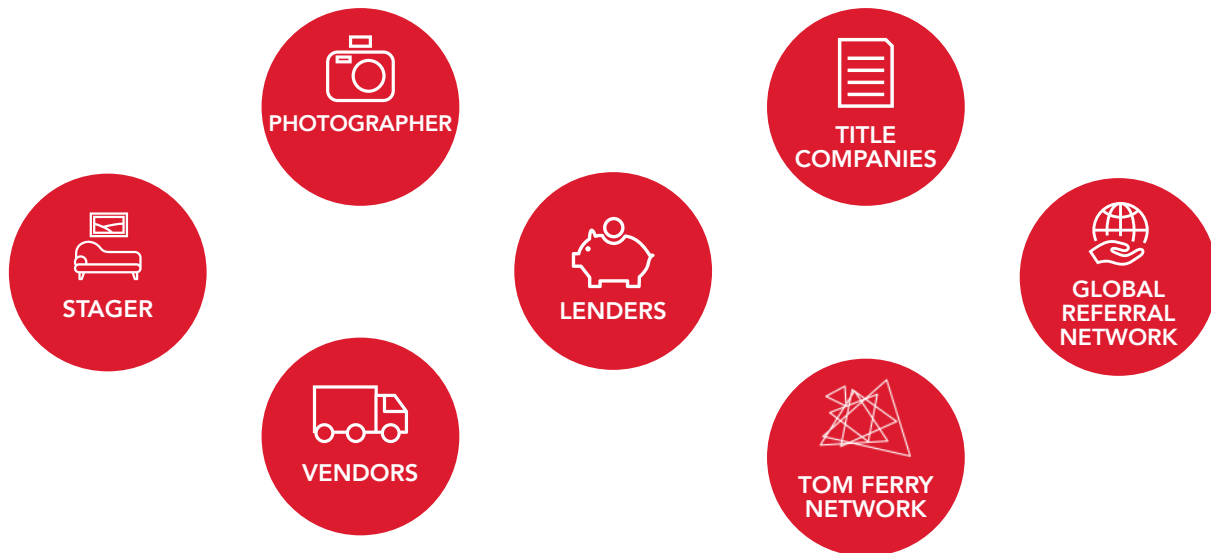 PHOTOGRAPHER
TITLE
COMPANIES
STAGER
LENDERS
GLOBAL
REFERRAL
NETWORK
VENDORS
TOM FERRY
NETWORK